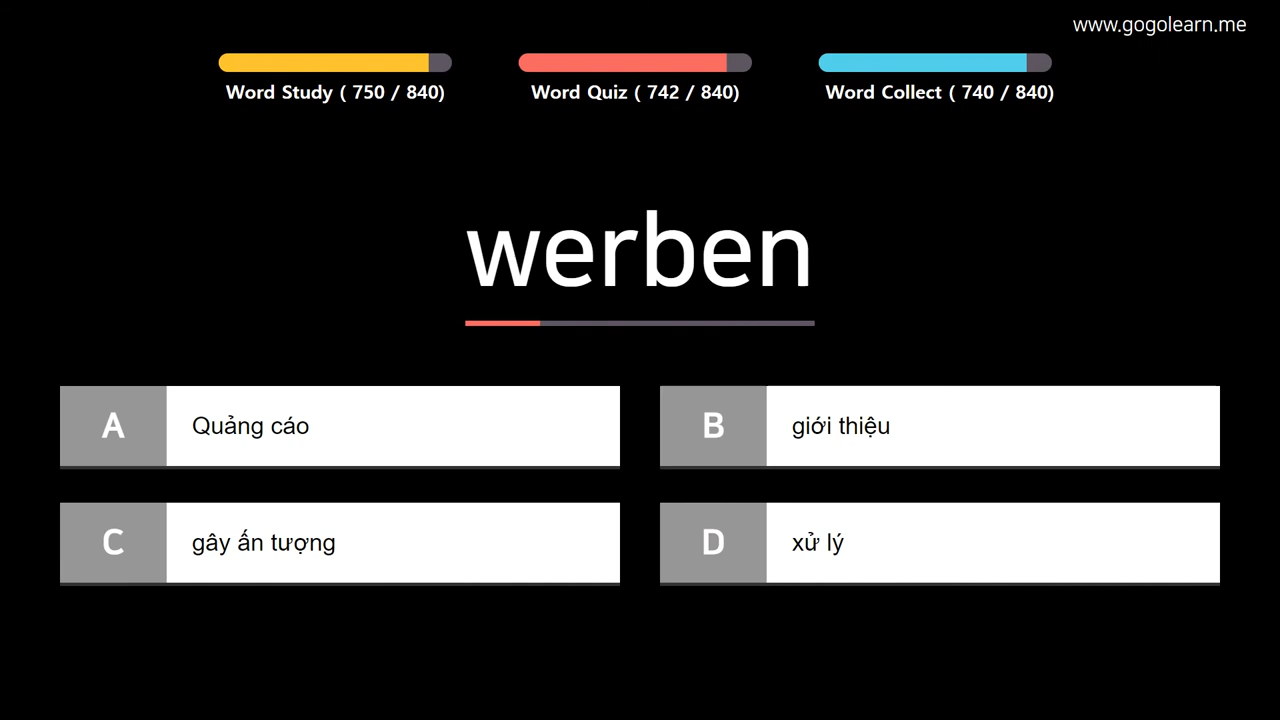 www.gogolearn.me
Word Study ( 750 / 840)
Word Quiz ( 742 / 840)
Word Collect ( 740 / 840)
werben
A Quảng cáo
B giới thiệu
C gây ấn tượng
D xử lý